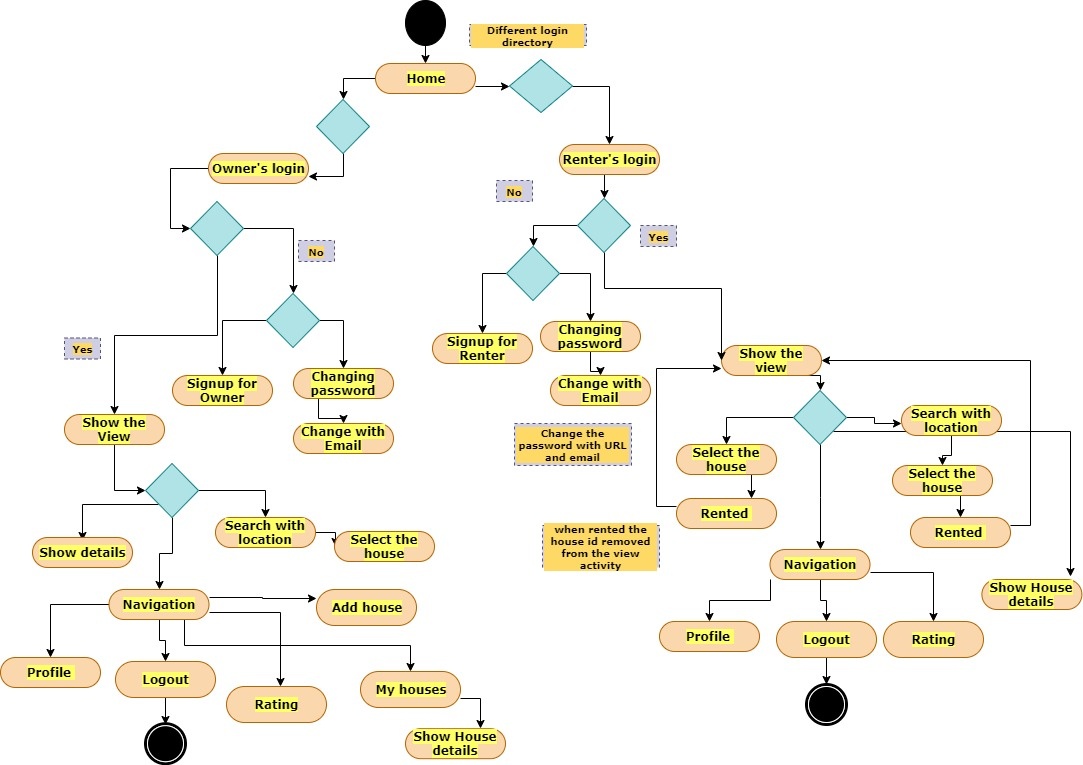 Different login
directory
Home
Owner's login
Renter's login
No
Yes
No
Yes
Signup for
Owner
Changing
password
Change with
Email
Show the
View
Signup for
Renter
Changing
password
Change with
Email
Show the
view
Change the
password with URL
and email
when rented the
house id removed
from the view
activity
Select the
house
Rented
Search with
location
Select the
house
Rented
Show House
details
Navigation
Profile
Logout
Rating
Show details
Search with
location
Select the
house
Navigation
Add house
Profile
Logout
Rating
My houses
Show House
details